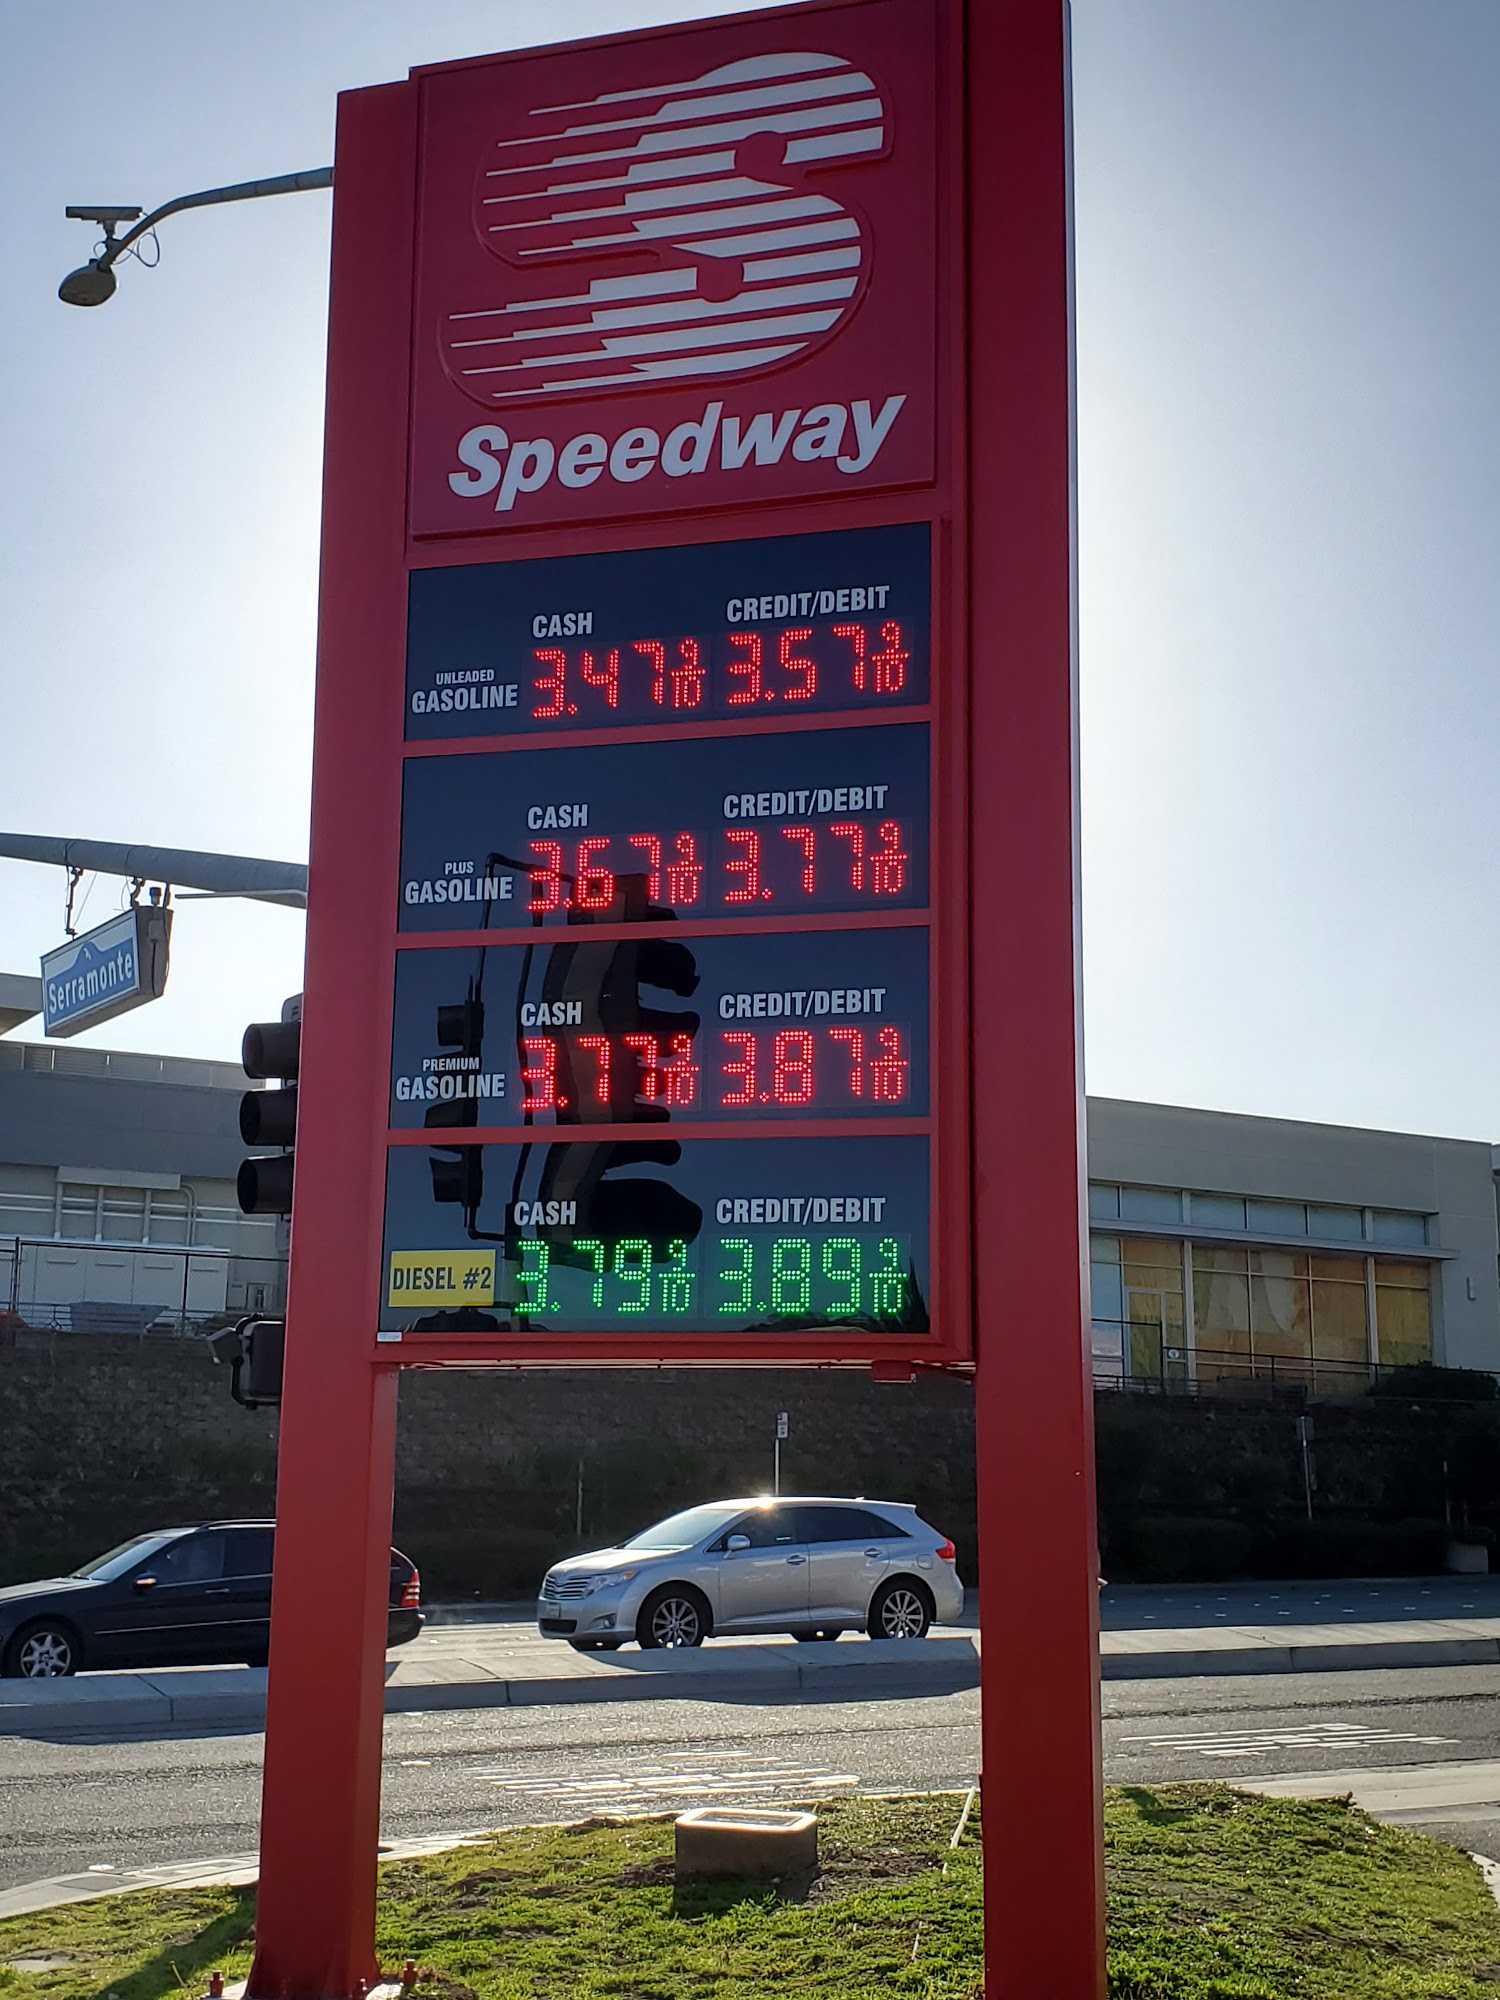 Speedway
CASH CREDIT/DEBIT
UNLEADED
GASOLINE 3.47 9/10 3.57 9/10
CASH CREDIT/DEBIT
PLUS
GASOLINE 3.67 9/10 3.77 9/10
CASH CREDIT/DEBIT
PREMIUM
GASOLINE 3.77 9/10 3.87 9/10
CASH CREDIT/DEBIT
DIESEL #2 3.79 9/10 3.89 9/10
Serramonte